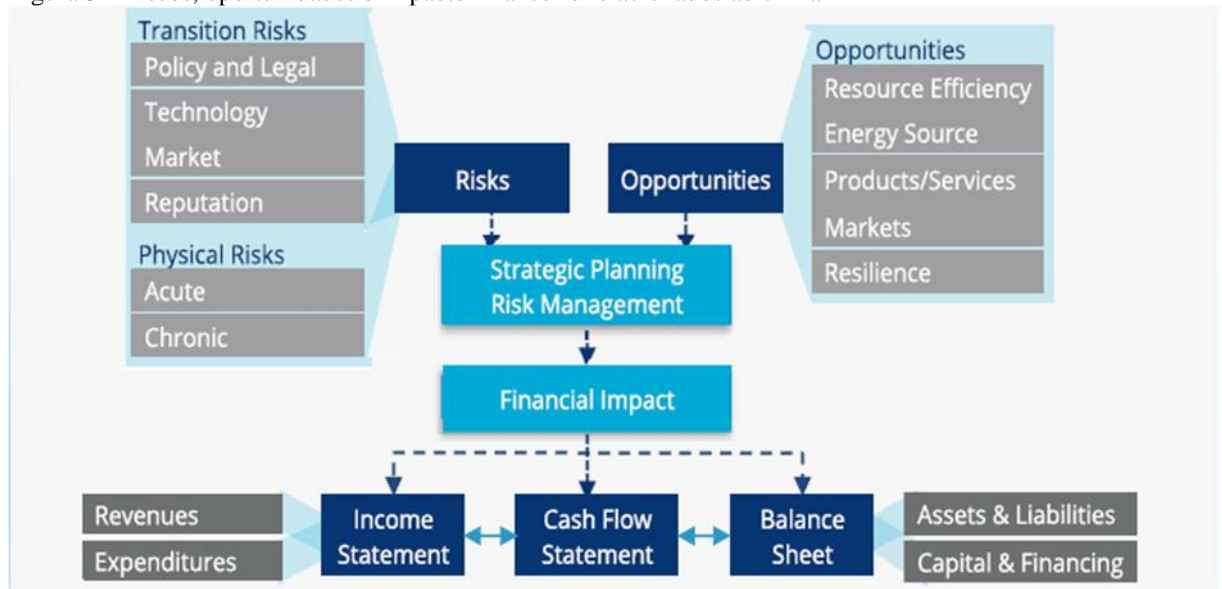 Transition Risks
Policy and Legal
Technology
Market
Reputation
Physical Risks
Acute
Chronic
Risks
Opportunities
Opportunities
Resource Efficiency
Energy Source
Products/Services
Markets
Resilience
Strategic Planning
Risk Management
Financial Impact
Revenues
Expenditures
Income
Statement
Cash Flow
Statement
Balance
Sheet
Assets & Liabilities
Capital & Financing